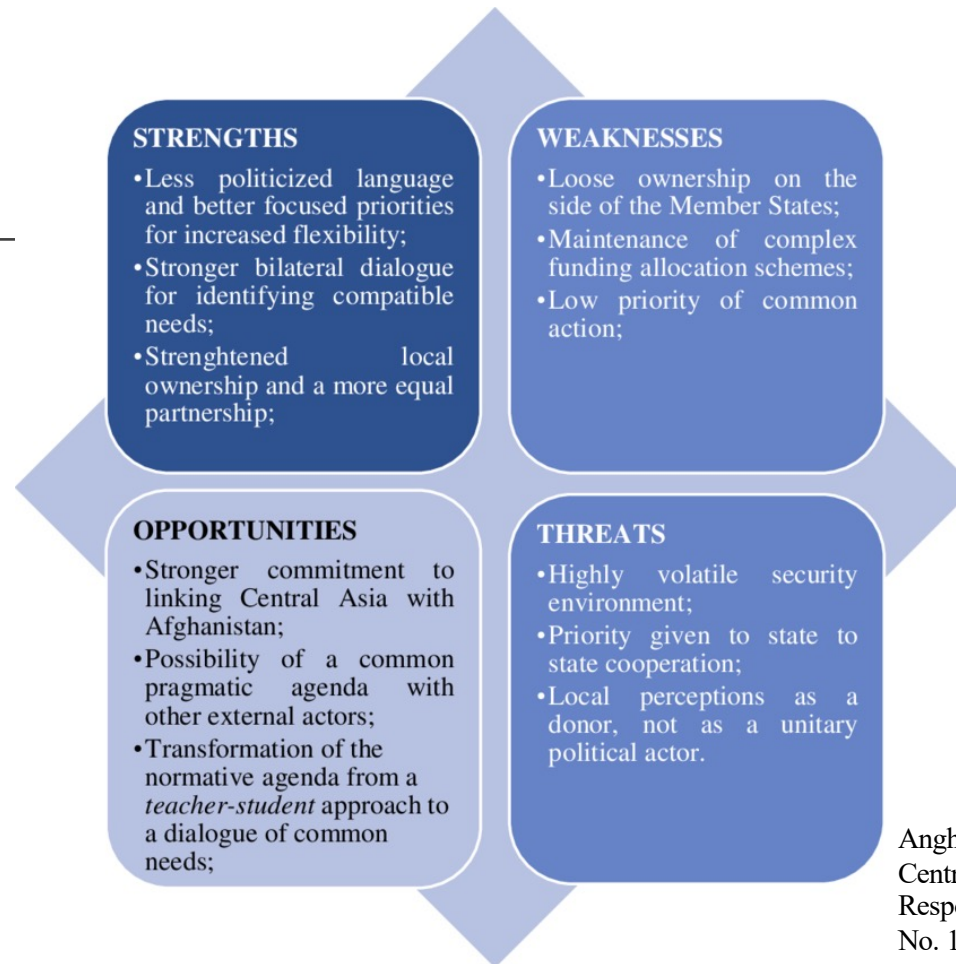 STRENGTHS
•Less politicized language
and better focused priorities
for increased flexibility;
•Stronger bilateral dialogue
for identifying compatible
needs;
•Strenghtened local
ownership and a more equal
partnership;
WEAKNESSES
•Loose ownership on the
side of the Member States;
•Maintenance of complex
funding allocation schemes;
•Low priority of common
action;
OPPORTUNITIES
•Stronger commitment to
linking Central Asia with
Afghanistan;
•Possibility of a common
pragmatic agenda with
other external actors;
•Transformation of the
normative agenda from a
teacher-student approach to
a dialogue of common
needs;
THREATS
•Highly volatile security
environment;
•Priority given to state to
state cooperation;
•Local perceptions as a
donor, not as a unitary
political actor.
Angh
Centr
Respo
No. 1